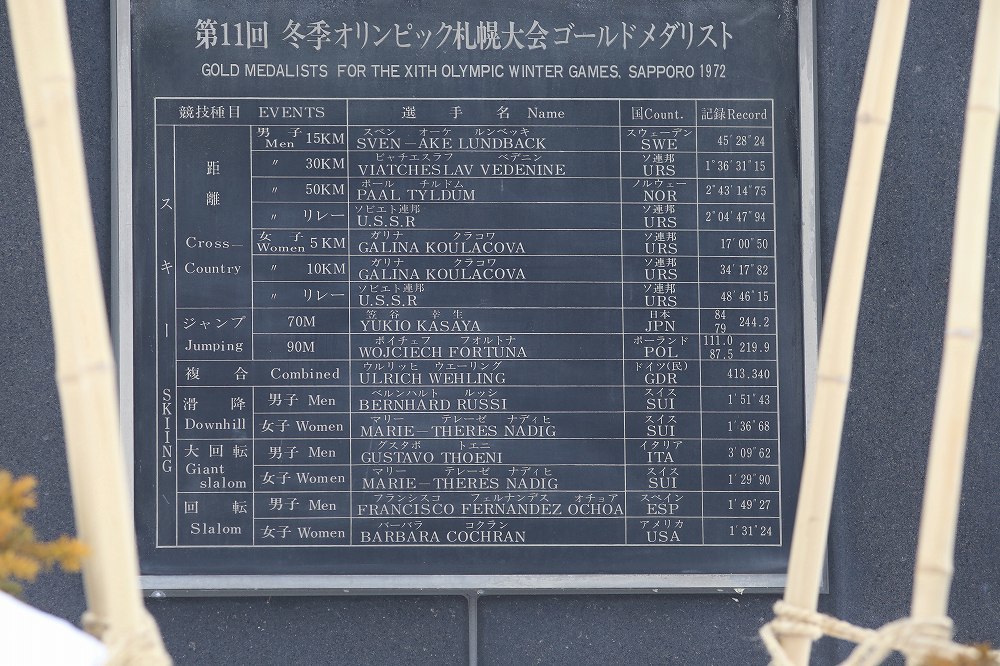 第11回 冬季オリンピック札幌大会ゴールドメダリスト
GOLD MEDALISTS FOR THE XITH OLYMPIC WINTER GAMES, SAPPORO 1972
競技種目 EVENTS 選手名 Name 国Count. 記録Record
スキー SKIING
距離 Cross-Country
男子 Men 15KM スベン オーケ ルンベッキ SVEN-AKE LUNDBACK スウェーデン SWE 45'28"24
〃 30KM ビャチエスラフ ベデニン VIATCHESLAV VEDENINE ソ連邦 URS 1°36'31"15
〃 50KM ポール チルドム PAAL TYLDUM ノルウェー NOR 2°43'14"75
〃 リレー ソビエト連邦 U.S.S.R ソ連邦 URS 2°04'47"94
女子 Women 5KM ガリナ クラコワ GALINA KOULACOVA ソ連邦 URS 17'00"50
〃 10KM ガリナ クラコワ GALINA KOULACOVA ソ連邦 URS 34'17"82
〃 リレー ソビエト連邦 U.S.S.R ソ連邦 URS 48'46"15
ジャンプ Jumping
70M 笠谷 幸生 YUKIO KASAYA 日本 JPN 84 79 244.2
90M ボイチェフ フォルトナ WOJCIECH FORTUNA ポーランド POL 111.0 87.5 219.9
複合 Combined ウルリッヒ ウエーリング ULRICH WEHLING ドイツ(民) GDR 413.340
滑降 Downhill
男子 Men ベルンハルト ルッシ BERNHARD RUSSI スイス SUI 1'51"43
女子 Women マリー テレーゼ ナディヒ MARIE-THERES NADIG スイス SUI 1'36"68
大回転 Giant slalom
男子 Men グスタボ トエニ GUSTAVO THOENI イタリア ITA 3'09"62
女子 Women マリー テレーゼ ナディヒ MARIE-THERES NADIG スイス SUI 1'29"90
回転 Slalom
男子 Men フランシスコ フェルナンデス オチョア FRANCISCO FERNANDEZ OCHOA スペイン ESP 1'49"27
女子 Women バーバラ コクラン BARBARA COCHRAN アメリカ USA 1'31"24